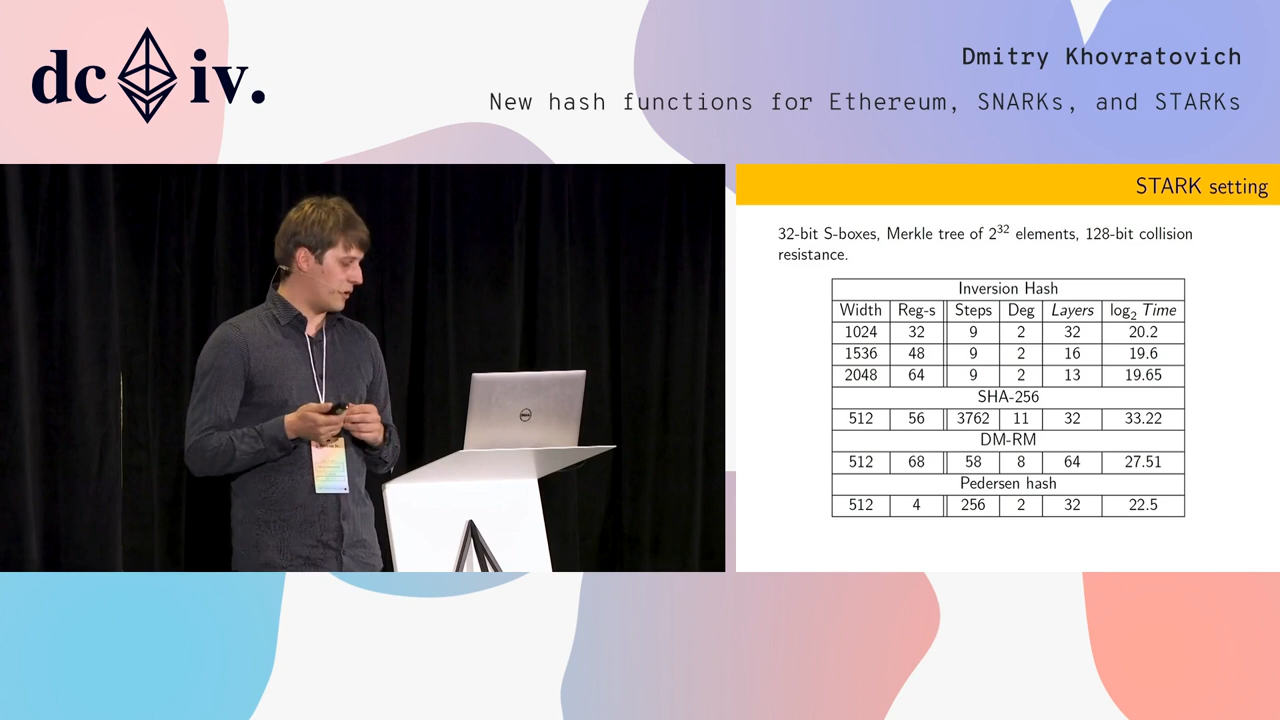 dc iv.
Dmitry Khovratovich
New hash functions for Ethereum, SNARKs, and STARKs
STARK setting
32-bit S-boxes, Merkle tree of 2^32 elements, 128-bit collision
resistance.
Inversion Hash
Width Reg-s Steps Deg Layers log₂ Time
1024 32 9 2 32 20.2
1536 48 9 2 16 19.6
2048 64 9 2 13 19.65
SHA-256
512 56 3762 11 32 33.22
DM-RM
512 68 58 8 64 27.51
Pedersen hash
512 4 256 2 32 22.5
DELL